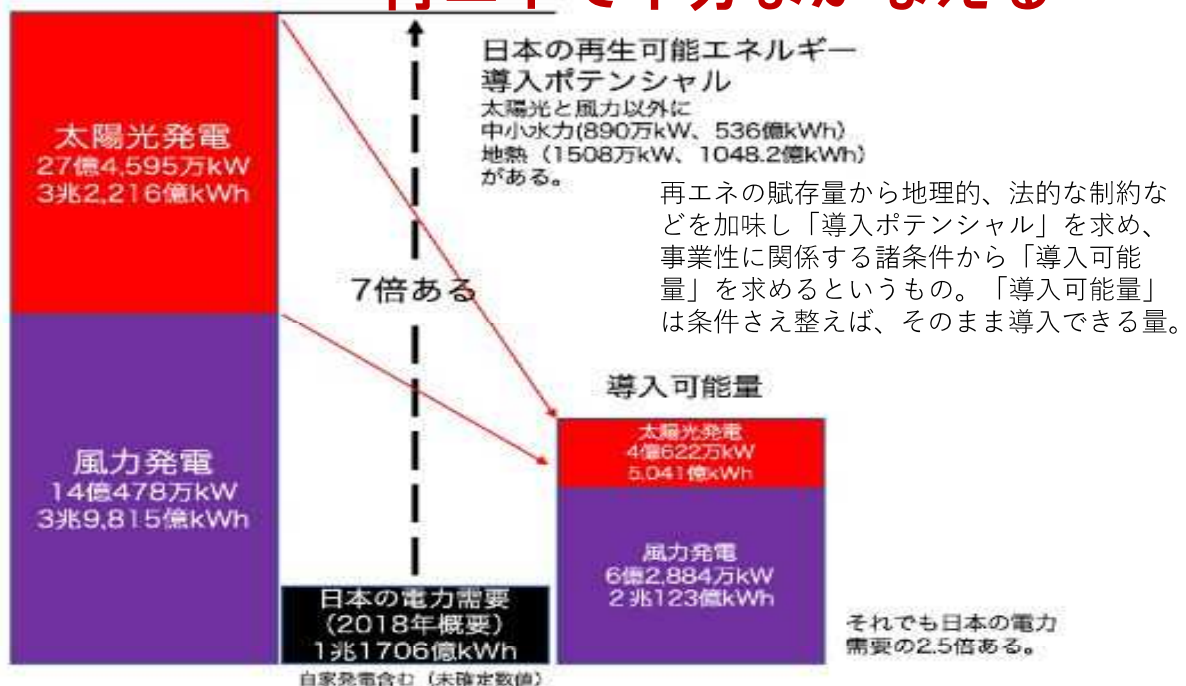 再エネで十分まかなえる
日本の再生可能エネルギー
導入ポテンシャル
太陽光と風力以外に
中小水力(890万kW、536億kWh)
地熱（1508万kW、1048.2億kWh）
がある。
太陽光発電
27億4,595万kW
3兆2,216億kWh
再エネの賦存量から地理的、法的な制約な
どを加味し「導入ポテンシャル」を求め、
事業性に関係する諸条件から「導入可能
量」を求めるというもの。「導入可能量」
は条件さえ整えば、そのまま導入できる量。
7倍ある
導入可能量
太陽光発電
4億622万kW
5,041億kWh
風力発電
14億478万kW
3兆9,815億kWh
風力発電
6億2,884万kW
2兆123億kWh
日本の電力需要
(2018年概要)
1兆1706億kWh
自家発電含む（未確定数値）
それでも日本の電力
需要の2.5倍ある。